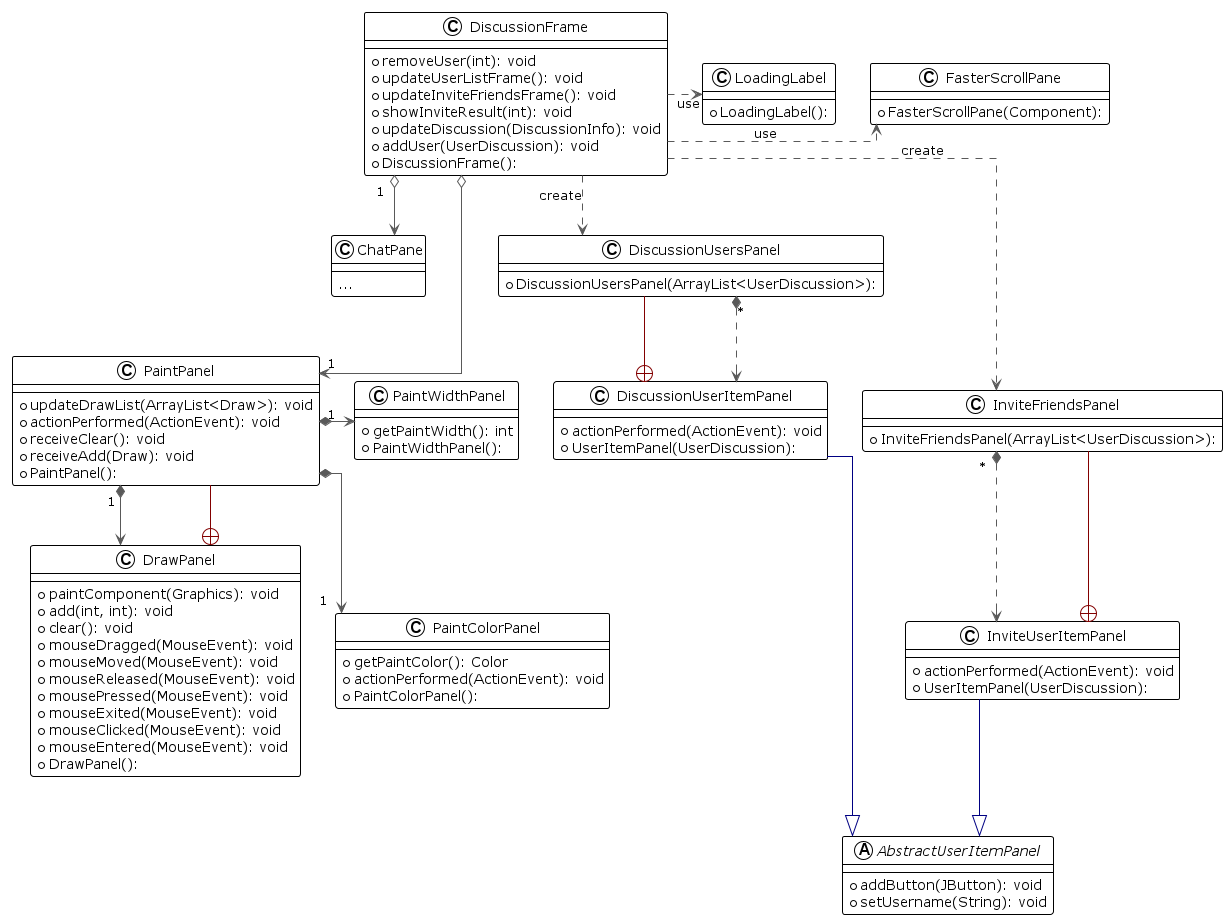 C DiscussionFrame
removeUser(int): void
updateUserListFrame(): void
updateInviteFriendsFrame(): void
showInviteResult(int): void
updateDiscussion(DiscussionInfo): void
addUser(UserDiscussion): void
DiscussionFrame():
C LoadingLabel
LoadingLabel():
C FasterScrollPane
FasterScrollPane(Component):
use
use
create
1
create
C ChatPane
...
C DiscussionUsersPanel
DiscussionUsersPanel(ArrayList<UserDiscussion>):
*
1
C PaintPanel
updateDrawList(ArrayList<Draw>): void
actionPerformed(ActionEvent): void
receiveClear(): void
receiveAdd(Draw): void
PaintPanel():
1
C PaintWidthPanel
getPaintWidth(): int
PaintWidthPanel():
C DiscussionUserItemPanel
actionPerformed(ActionEvent): void
UserItemPanel(UserDiscussion):
C InviteFriendsPanel
InviteFriendsPanel(ArrayList<UserDiscussion>):
*
1
C DrawPanel
paintComponent(Graphics): void
add(int, int): void
clear(): void
mouseDragged(MouseEvent): void
mouseMoved(MouseEvent): void
mouseReleased(MouseEvent): void
mousePressed(MouseEvent): void
mouseExited(MouseEvent): void
mouseClicked(MouseEvent): void
mouseEntered(MouseEvent): void
DrawPanel():
1
C PaintColorPanel
getPaintColor(): Color
actionPerformed(ActionEvent): void
PaintColorPanel():
C InviteUserItemPanel
actionPerformed(ActionEvent): void
UserItemPanel(UserDiscussion):
A AbstractUserItemPanel
addButton(JButton): void
setUsername(String): void